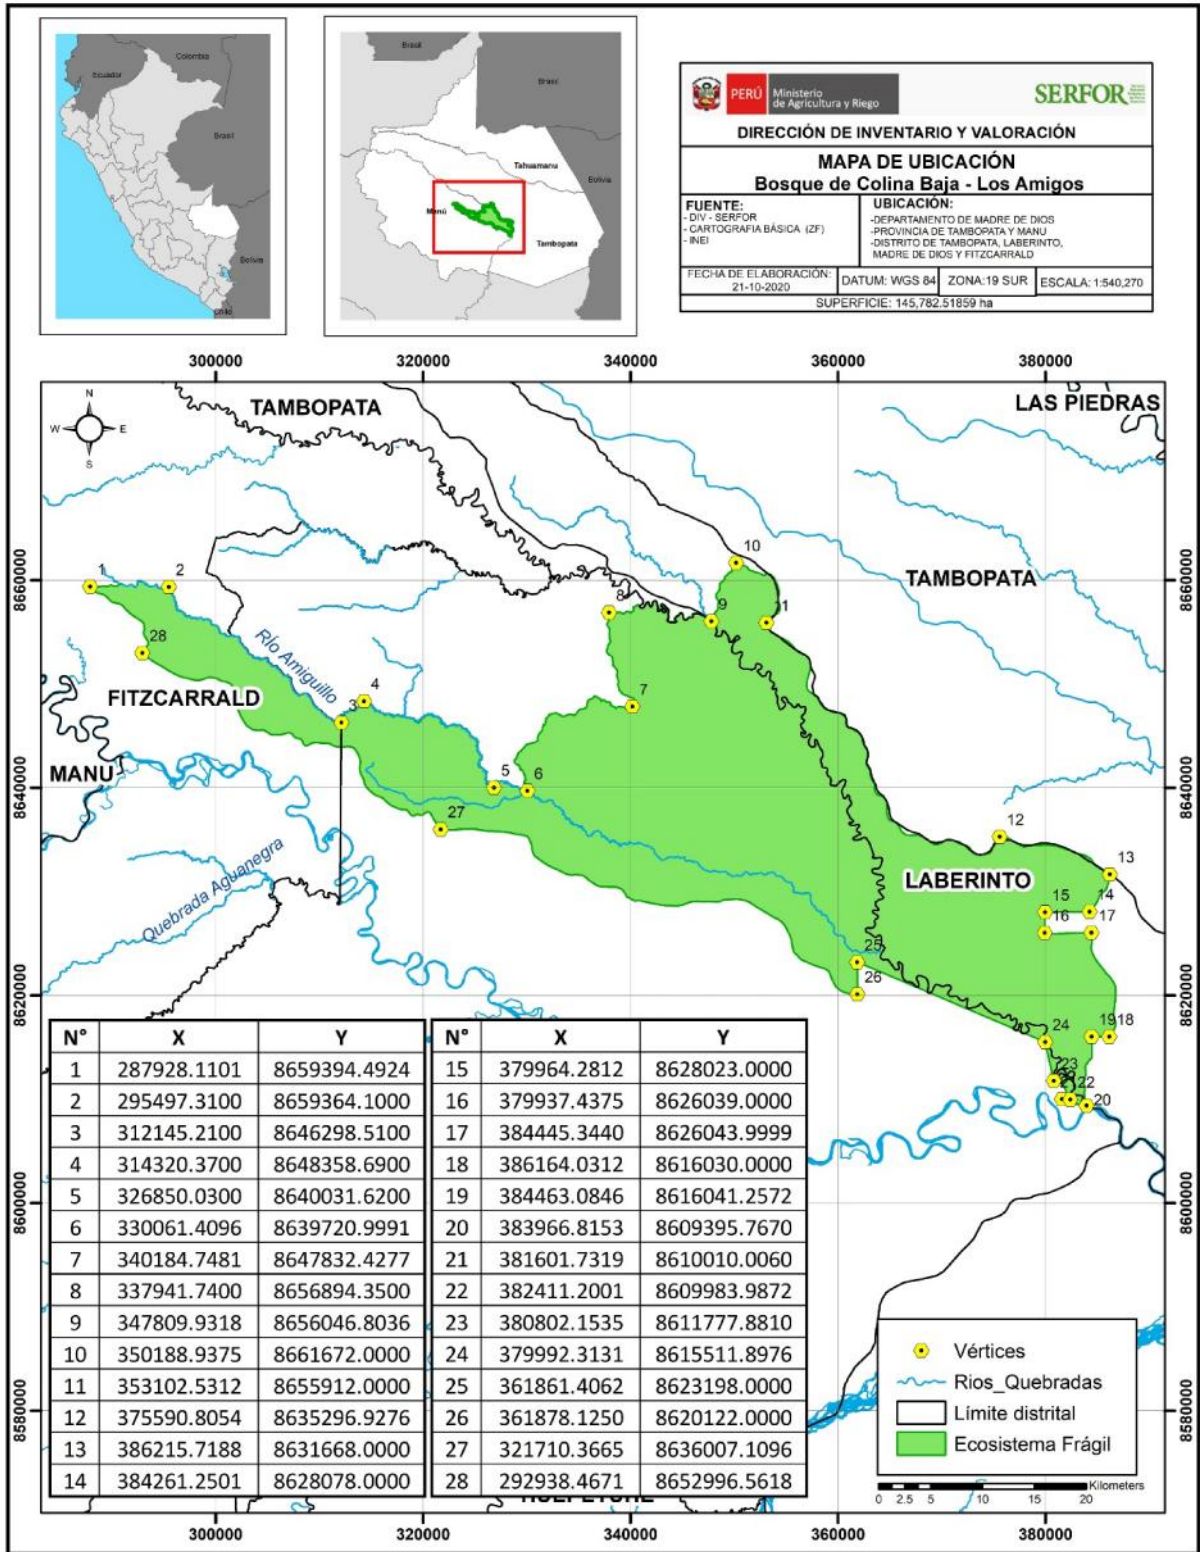 Colombia
Ecuador
Brasil
Bolivia
Chile
Brasil
Brasil
Tahuamanu
Bolivia
Manú
Tambopata
PERÚ
Ministerio
de Agricultura y Riego
SERFOR
DIRECCIÓN DE INVENTARIO Y VALORACIÓN
MAPA DE UBICACIÓN
Bosque de Colina Baja - Los Amigos
FUENTE:
- DIV - SERFOR
- CARTOGRAFIA BÁSICA (ZF)
- INEI
UBICACIÓN:
-DEPARTAMENTO DE MADRE DE DIOS
-PROVINCIA DE TAMBOPATA Y MANU
-DISTRITO DE TAMBOPATA, LABERINTO,
MADRE DE DIOS Y FITZCARRALD
FECHA DE ELABORACIÓN:
21-10-2020
DATUM: WGS 84
ZONA:19 SUR
ESCALA: 1:540,270
SUPERFICIE: 145,782.51859 ha
300000 320000 340000 360000 380000
N
W E
S
TAMBOPATA
LAS PIEDRAS
10
8660000
8660000
1 2
TAMBOPATA
8 9 11
28
Río Amiguillo
FITZCARRALD
3 4
7
MANU
8640000
8640000
5 6
27
12
13
Quebrada Aguanegra
LABERINTO
15 14
16 17
25
26
8620000
8620000
24
19 18
23
22
20
8600000
8600000
8580000
8580000
N° X Y
1 287928.1101 8659394.4924
2 295497.3100 8659364.1000
3 312145.2100 8646298.5100
4 314320.3700 8648358.6900
5 326850.0300 8640031.6200
6 330061.4096 8639720.9991
7 340184.7481 8647832.4277
8 337941.7400 8656894.3500
9 347809.9318 8656046.8036
10 350188.9375 8661672.0000
11 353102.5312 8655912.0000
12 375590.8054 8635296.9276
13 386215.7188 8631668.0000
14 384261.2501 8628078.0000
N° X Y
15 379964.2812 8628023.0000
16 379937.4375 8626039.0000
17 384445.3440 8626043.9999
18 386164.0312 8616030.0000
19 384463.0846 8616041.2572
20 383966.8153 8609395.7670
21 381601.7319 8610010.0060
22 382411.2001 8609983.9872
23 380802.1535 8611777.8810
24 379992.3131 8615511.8976
25 361861.4062 8623198.0000
26 361878.1250 8620122.0000
27 321710.3665 8636007.1096
28 292938.4671 8652996.5618
Vértices
Rios_Quebradas
Límite distrital
Ecosistema Frágil
Kilometers
0 2.5 5 10 15 20
300000 320000 340000 360000 380000